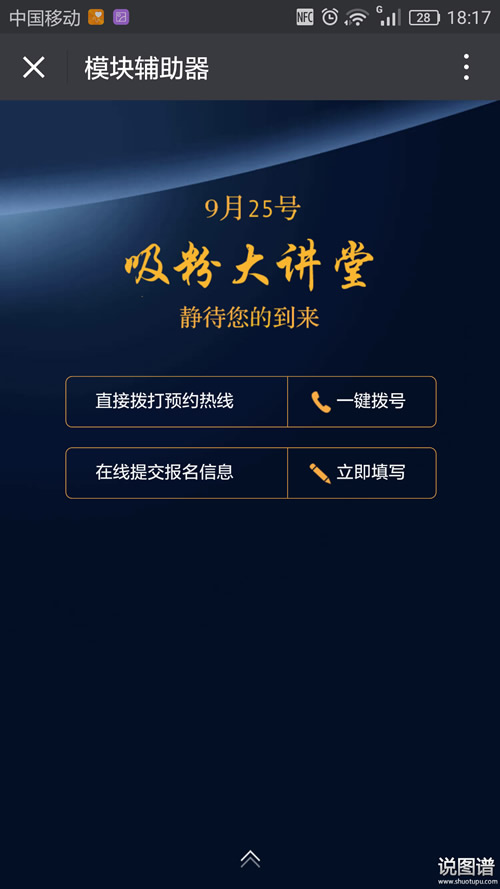 中国移动 NFC G 28 18:17
模块辅助器
9月25号
吸粉大讲堂
静待您的到来
直接拨打预约热线 一键拨号
在线提交报名信息 立即填写
说图谱
www.shuotupu.com